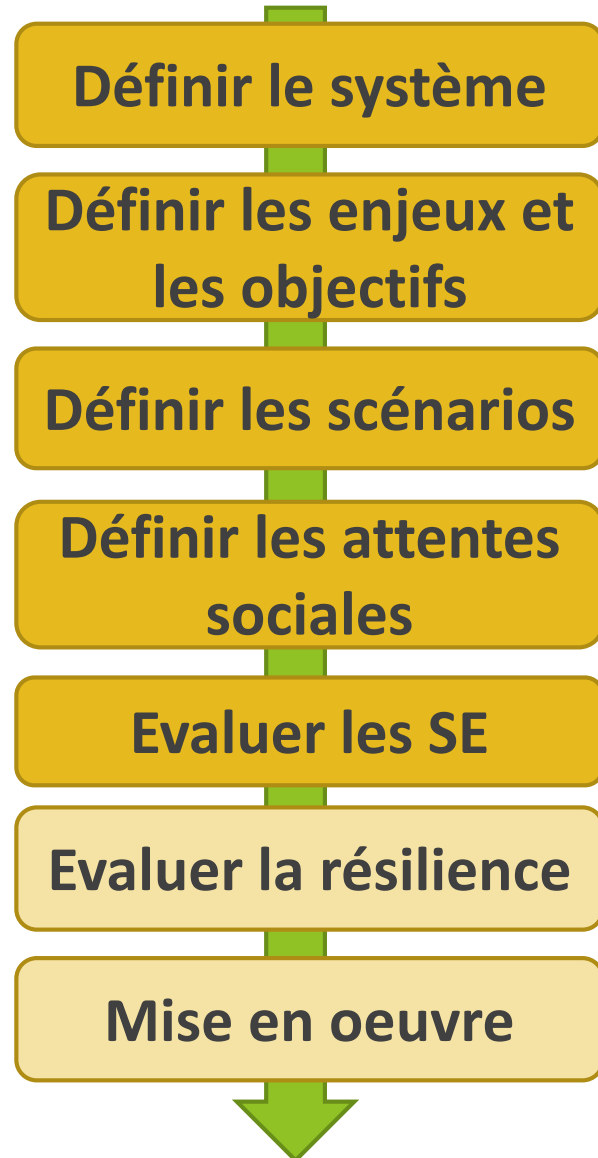 Définir le système
Définir les enjeux et
les objectifs
Définir les scénarios
Définir les attentes
sociales
Evaluer les SE
Evaluer la résilience
Mise en oeuvre